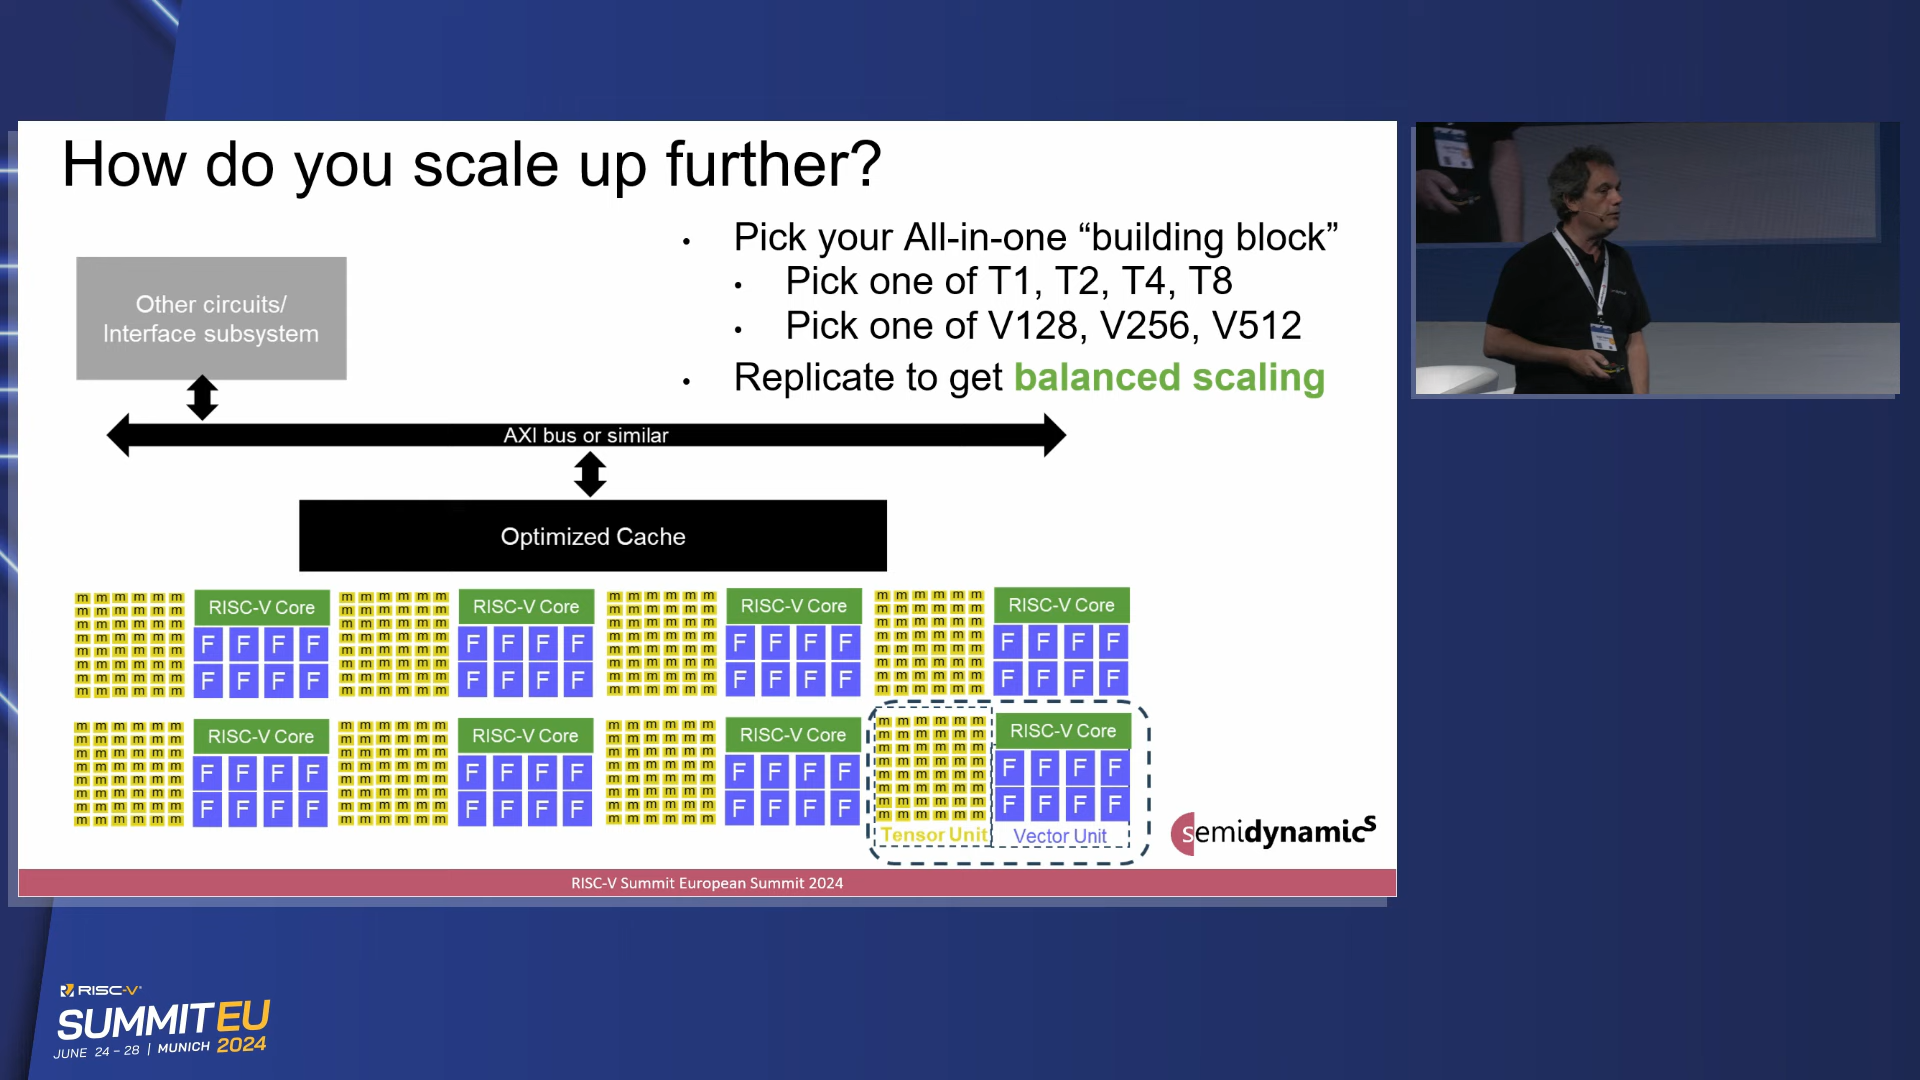 How do you scale up further?
• Pick your All-in-one “building block”
• Pick one of T1, T2, T4, T8
• Pick one of V128, V256, V512
• Replicate to get balanced scaling
Other circuits/
Interface subsystem
AXI bus or similar
Optimized Cache
RISC-V Core RISC-V Core RISC-V Core RISC-V Core
F F F F F F F F F F F F F F F F
F F F F F F F F F F F F F F F F
RISC-V Core RISC-V Core RISC-V Core RISC-V Core
F F F F F F F F F F F F F F F F
F F F F F F F F F F F F F F F F
Tensor Unit Vector Unit
semidynamics
RISC-V Summit European Summit 2024
RISC-V
SUMMIT EU
JUNE 24 – 28 | MUNICH 2024